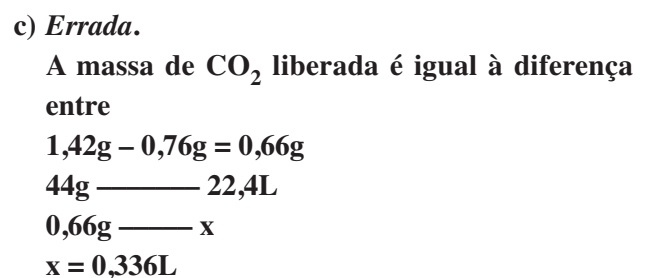 c) Errada.
A massa de CO₂ liberada é igual à diferença
entre
1,42g – 0,76g = 0,66g
44g ––––––––– 22,4L
0,66g –––––– x
x = 0,336L